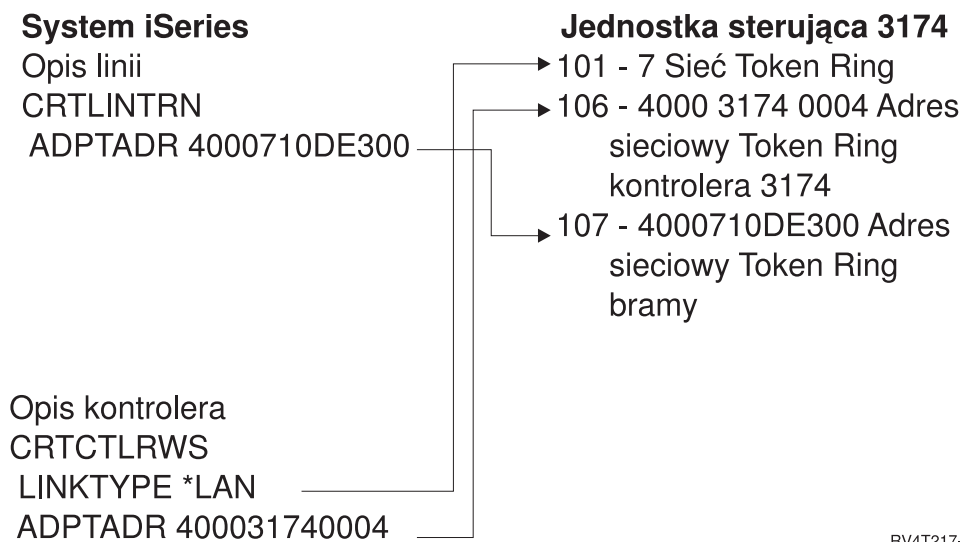 System iSeries
Opis linii
CRTLINTRN
ADPTADR 4000710DE300
Opis kontrolera
CRTCTLRWS
LINKTYPE *LAN
ADPTADR 400031740004
Jednostka sterująca 3174
101 - 7 Sieć Token Ring
106 - 4000 3174 0004 Adres
sieciowy Token Ring
kontrolera 3174
107 - 4000710DE300 Adres
sieciowy Token Ring
bramy
RV4T217-